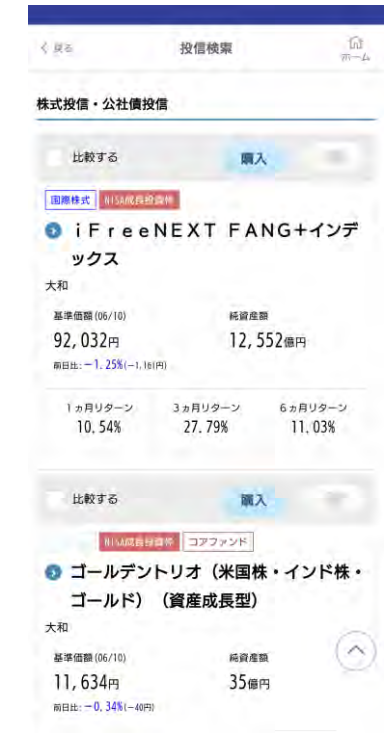 戻る
投信検索
ホーム
株式投信・公社債投信
比較する
購入
国際株式 NISA成長投資枠
iFreeNEXT FANG+インデ
ックス
大和
基準価額(06/10) 純資産額
92,032円 12,552億円
前日比:-1.25%(-1,161円)
1ヵ月リターン 3ヵ月リターン 6ヵ月リターン
10.54% 27.79% 11.03%
比較する
購入
NISA成長投資枠 コアファンド
ゴールデントリオ(米国株・インド株・
ゴールド)(資産成長型)
大和
基準価額(06/10) 純資産額
11,634円 35億円
前日比:-0.34%(-40円)